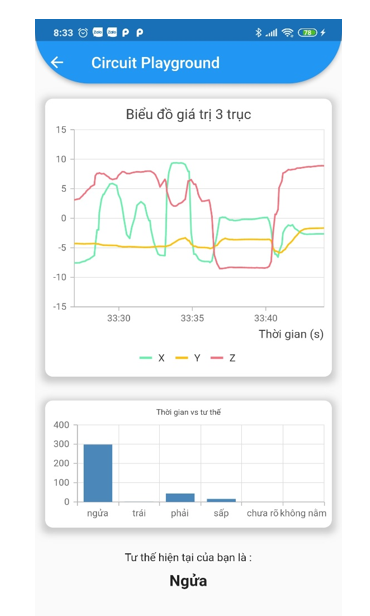 8:33
78
Circuit Playground
Biểu đồ giá trị 3 trục
15
10
5
0
-5
-10
-15
33:30 33:35 33:40
Thời gian (s)
X Y Z
Thời gian vs tư thế
400
300
200
100
0
ngửa trái phải sấp chưa rõ không nằm
Tư thế hiện tại của bạn là :
Ngửa